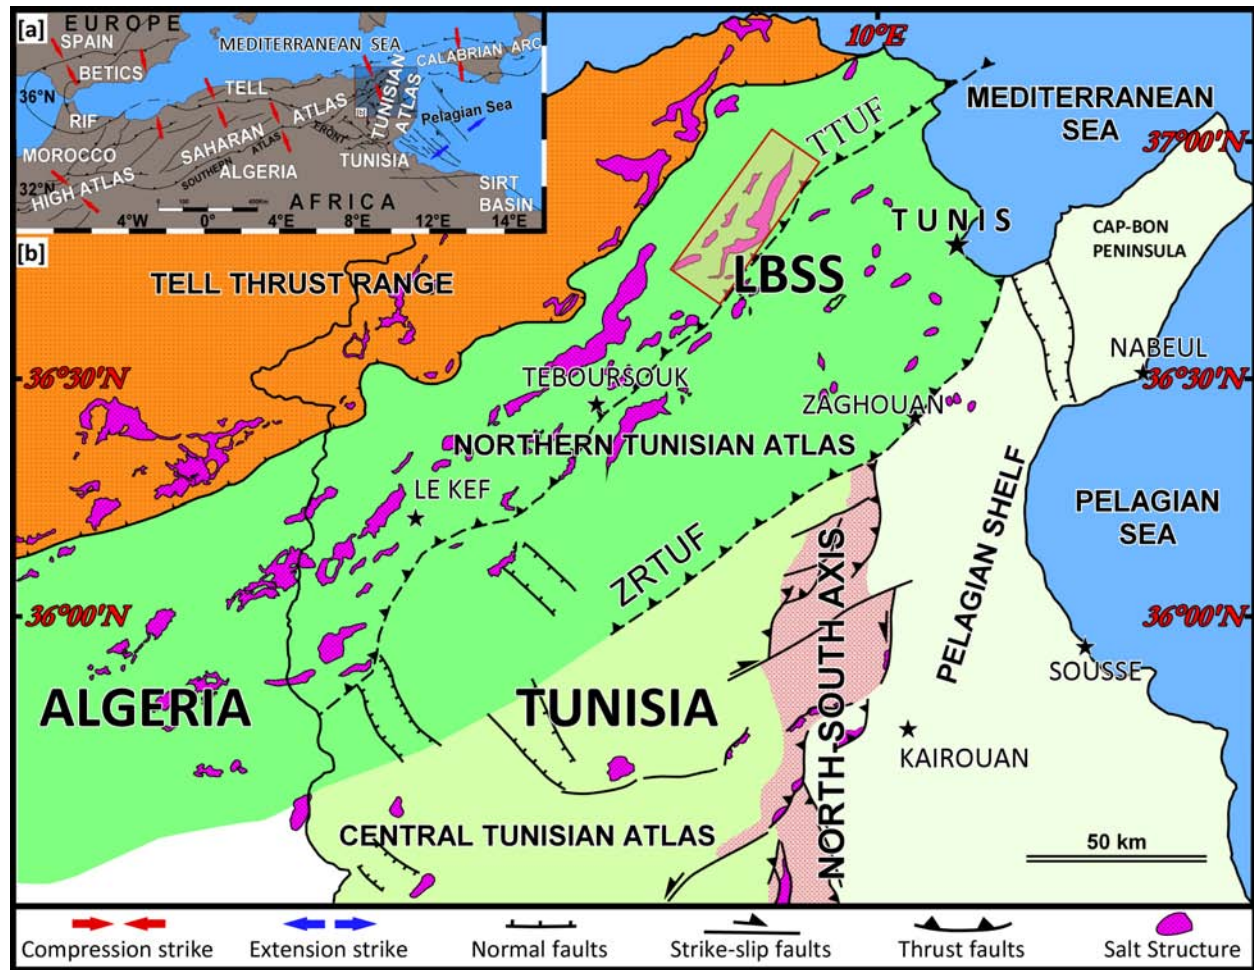 [a]
EUROPE
SPAIN
BETICS
MEDITERRANEAN SEA
CALABRIAN ARC
36°N
TELL
RIF
ATLAS
TUNISIAN
ATLAS
Pelagian Sea
SAHARAN
FRONT
MOROCCO
SOUTHERN ATLAS
TUNISIA
ALGERIA
32°N
HIGH ATLAS
SIRT
BASIN
AFRICA
4°W
0°
4°E
8°E
12°E
14°E
[b]
10°E
MEDITERRANEAN
SEA
37°00'N
TTUF
TUNIS
CAP-BON
PENINSULA
TELL THRUST RANGE
LBSS
36°30'N
NABEUL
36°30'N
TEBOURSOUK
ZAGHOUAN
NORTHERN TUNISIAN ATLAS
LE KEF
PELAGIAN
SEA
PELAGIAN SHELF
ZRTUF
NORTH-SOUTH AXIS
36°00'N
36°00'N
SOUSSE
ALGERIA
TUNISIA
KAIROUAN
CENTRAL TUNISIAN ATLAS
50 km
Compression strike
Extension strike
Normal faults
Strike-slip faults
Thrust faults
Salt Structure